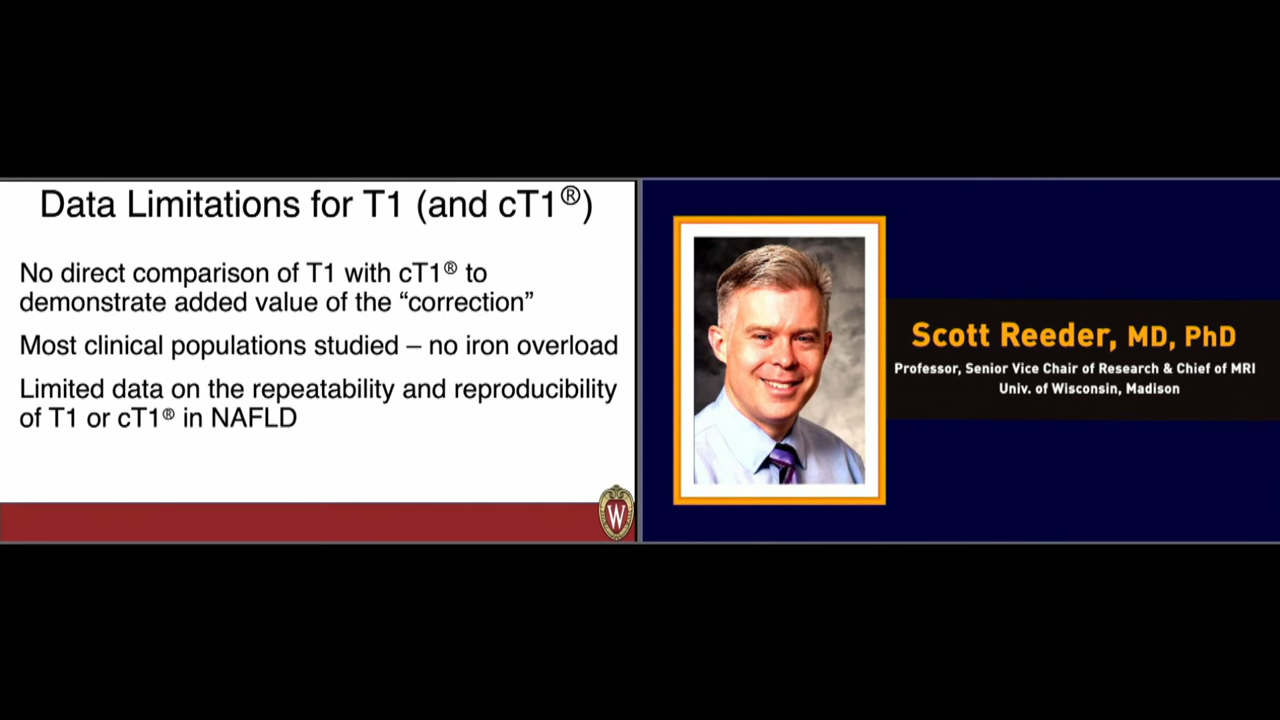 Data Limitations for T1 (and cT1®)
No direct comparison of T1 with cT1® to
demonstrate added value of the “correction”
Most clinical populations studied – no iron overload
Limited data on the repeatability and reproducibility
of T1 or cT1® in NAFLD
W
Scott Reeder, MD, PhD
Professor, Senior Vice Chair of Research & Chief of MRI
Univ. of Wisconsin, Madison